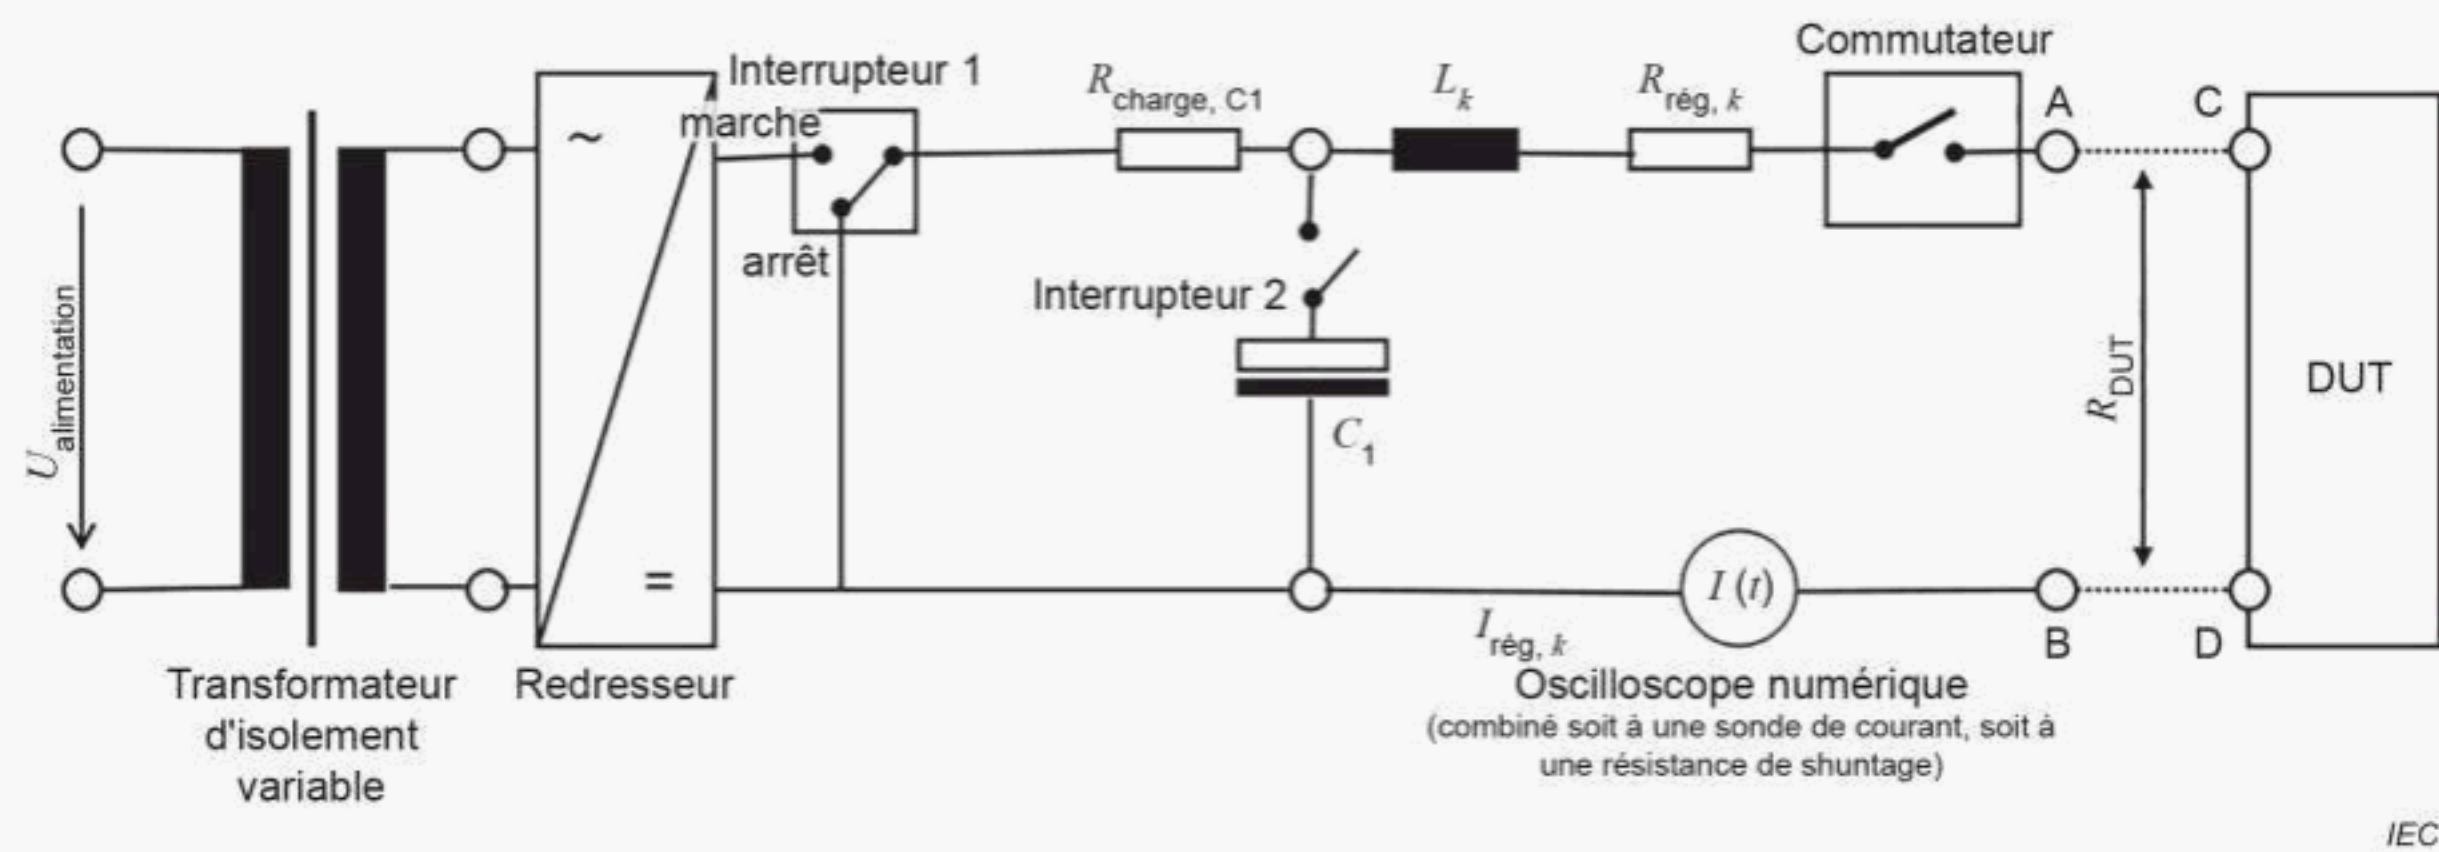 Commutateur
Interrupteur 1
marche
R charge, C1
L k
R rég, k
A
C
~
arrêt
Interrupteur 2
U alimentation
C 1
R DUT
DUT
=
I (t)
I rég, k
B
D
Transformateur
d'isolement
variable
Redresseur
Oscilloscope numérique
(combiné soit à une sonde de courant, soit à
une résistance de shuntage)
IEC